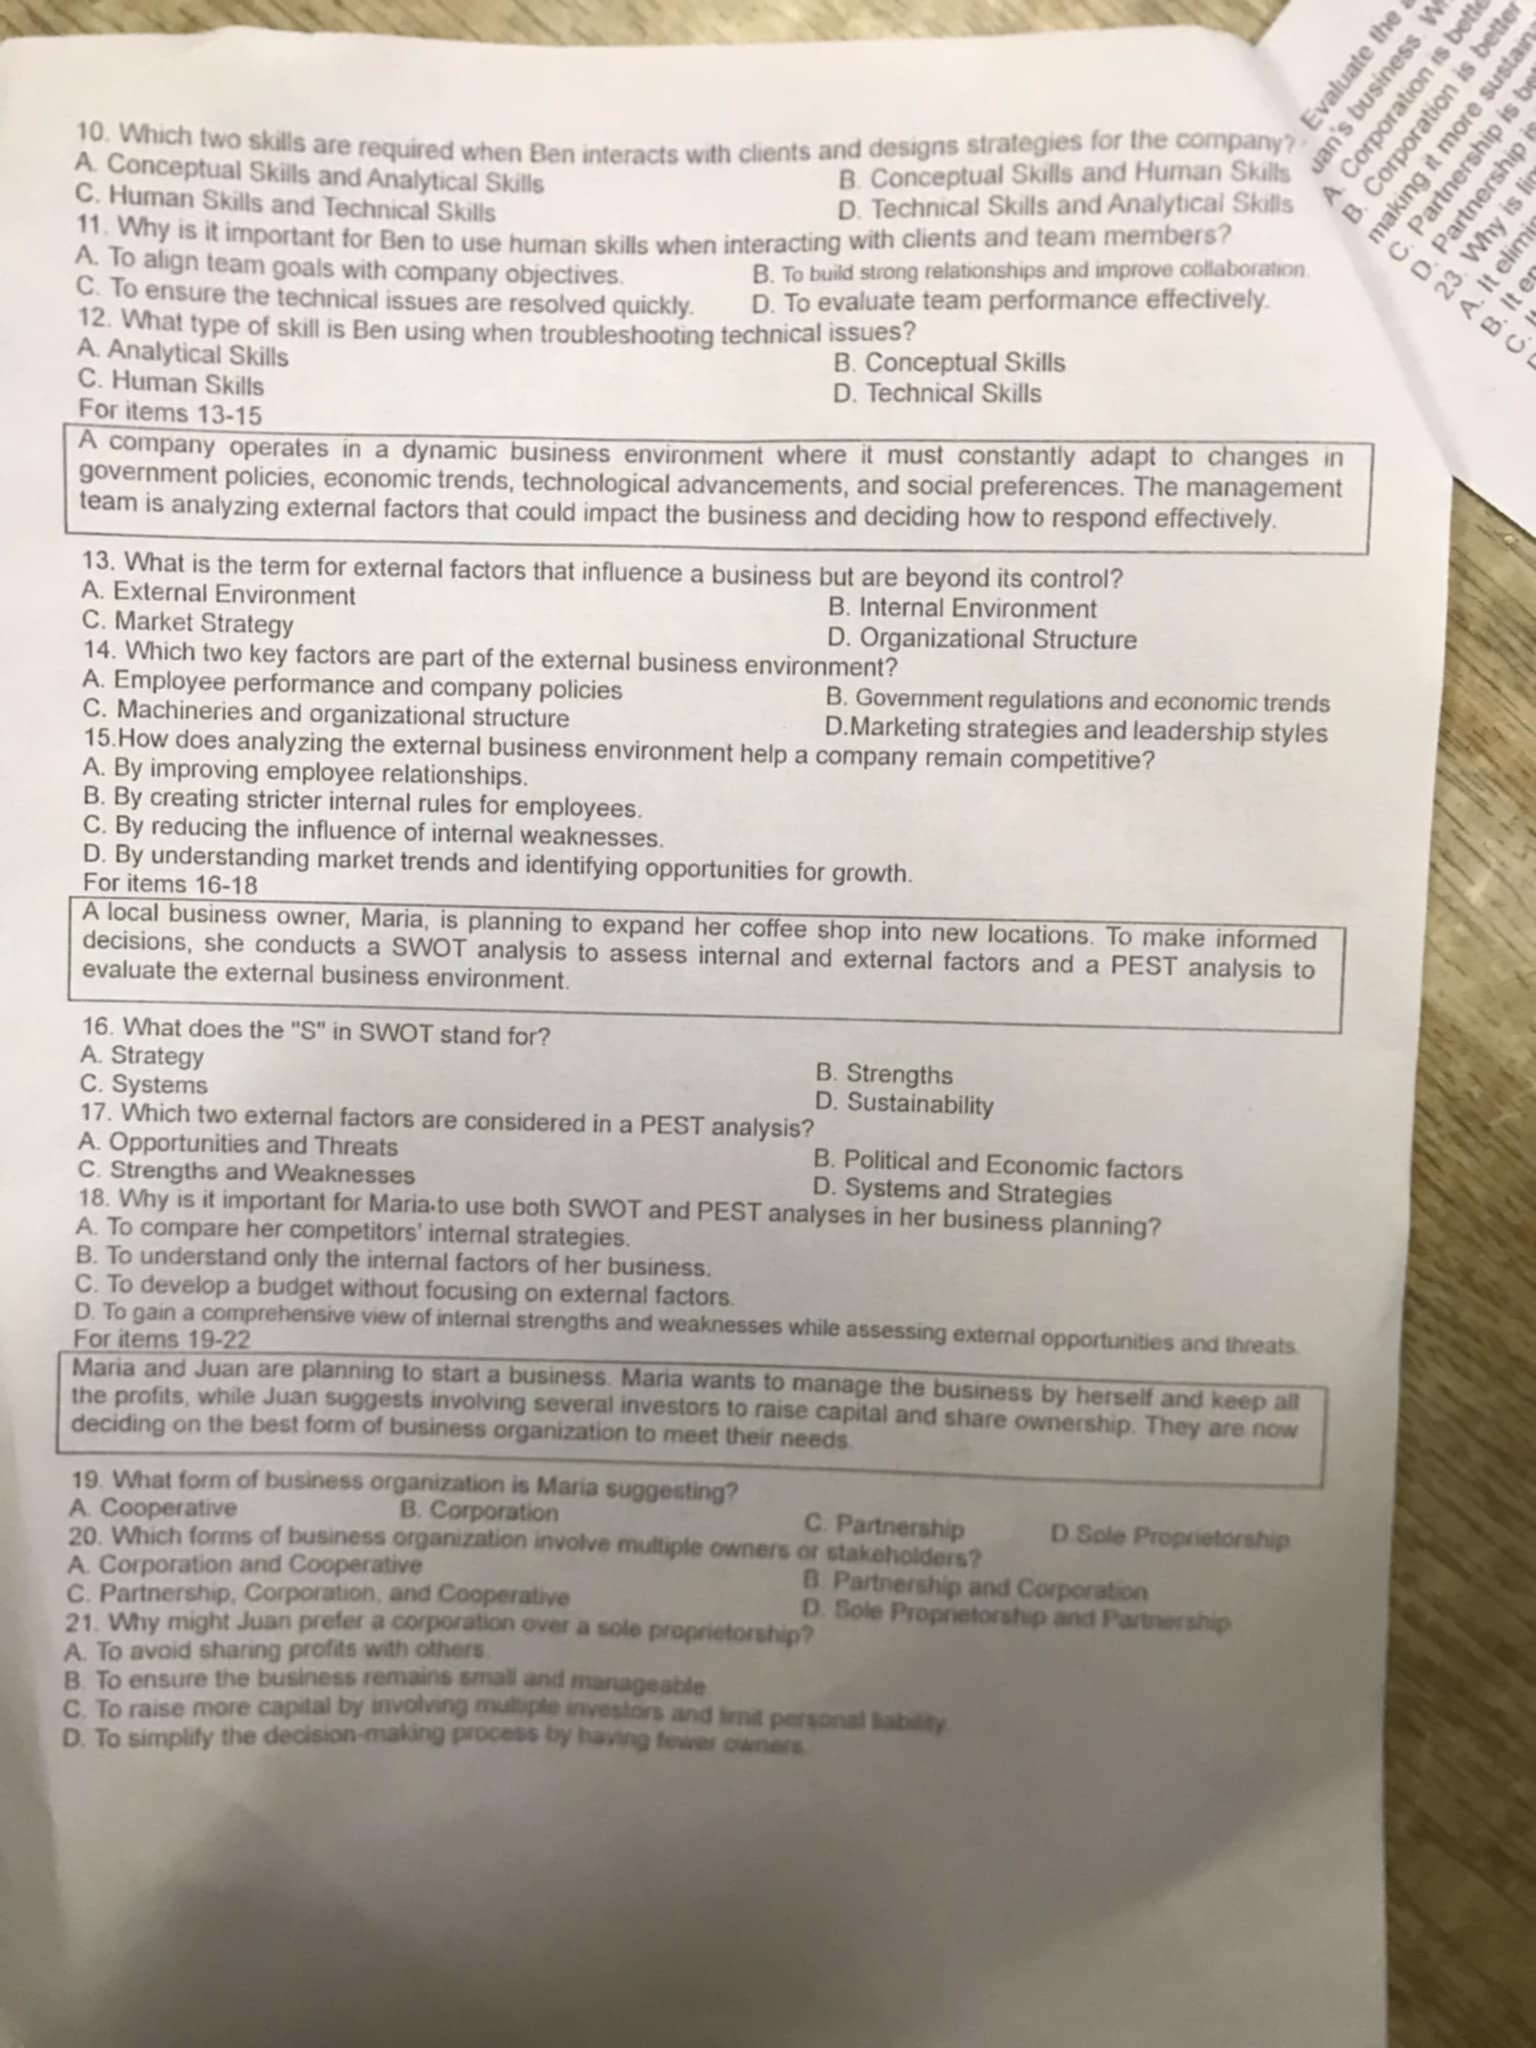 10. Which two skills are required when Ben interacts with clients and designs strategies for the company?
A. Conceptual Skills and Analytical Skills B. Conceptual Skills and Human Skills
C. Human Skills and Technical Skills D. Technical Skills and Analytical Skills
11. Why is it important for Ben to use human skills when interacting with clients and team members?
A. To align team goals with company objectives. B. To build strong relationships and improve collaboration.
C. To ensure the technical issues are resolved quickly. D. To evaluate team performance effectively.
12. What type of skill is Ben using when troubleshooting technical issues?
A. Analytical Skills B. Conceptual Skills
C. Human Skills D. Technical Skills
For items 13-15
A company operates in a dynamic business environment where it must constantly adapt to changes in
government policies, economic trends, technological advancements, and social preferences. The management
team is analyzing external factors that could impact the business and deciding how to respond effectively.
13. What is the term for external factors that influence a business but are beyond its control?
A. External Environment B. Internal Environment
C. Market Strategy D. Organizational Structure
14. Which two key factors are part of the external business environment?
A. Employee performance and company policies B. Government regulations and economic trends
C. Machineries and organizational structure D.Marketing strategies and leadership styles
15.How does analyzing the external business environment help a company remain competitive?
A. By improving employee relationships.
B. By creating stricter internal rules for employees.
C. By reducing the influence of internal weaknesses.
D. By understanding market trends and identifying opportunities for growth.
For items 16-18
A local business owner, Maria, is planning to expand her coffee shop into new locations. To make informed
decisions, she conducts a SWOT analysis to assess internal and external factors and a PEST analysis to
evaluate the external business environment.
16. What does the "S" in SWOT stand for?
A. Strategy B. Strengths
C. Systems D. Sustainability
17. Which two external factors are considered in a PEST analysis?
A. Opportunities and Threats B. Political and Economic factors
C. Strengths and Weaknesses D. Systems and Strategies
18. Why is it important for Maria to use both SWOT and PEST analyses in her business planning?
A. To compare her competitors' internal strategies.
B. To understand only the internal factors of her business.
C. To develop a budget without focusing on external factors.
D. To gain a comprehensive view of internal strengths and weaknesses while assessing external opportunities and threats.
For items 19-22
Maria and Juan are planning to start a business. Maria wants to manage the business by herself and keep all
the profits, while Juan suggests involving several investors to raise capital and share ownership. They are now
deciding on the best form of business organization to meet their needs.
19. What form of business organization is Maria suggesting?
A. Cooperative B. Corporation C. Partnership D.Sole Proprietorship
20. Which forms of business organization involve multiple owners or stakeholders?
A. Corporation and Cooperative B. Partnership and Corporation
C. Partnership, Corporation, and Cooperative D. Sole Proprietorship and Partnership
21. Why might Juan prefer a corporation over a sole proprietorship?
A. To avoid sharing profits with others.
B. To ensure the business remains small and manageable.
C. To raise more capital by involving multiple investors and limit personal liability.
D. To simplify the decision-making process by having fewer owners.
Evaluate the
uan's business.
A. Corporation is
B. Corporation is better
making it more
C. Partnership is
D. Partnership is
23. Why is
A. It
B. It
C.